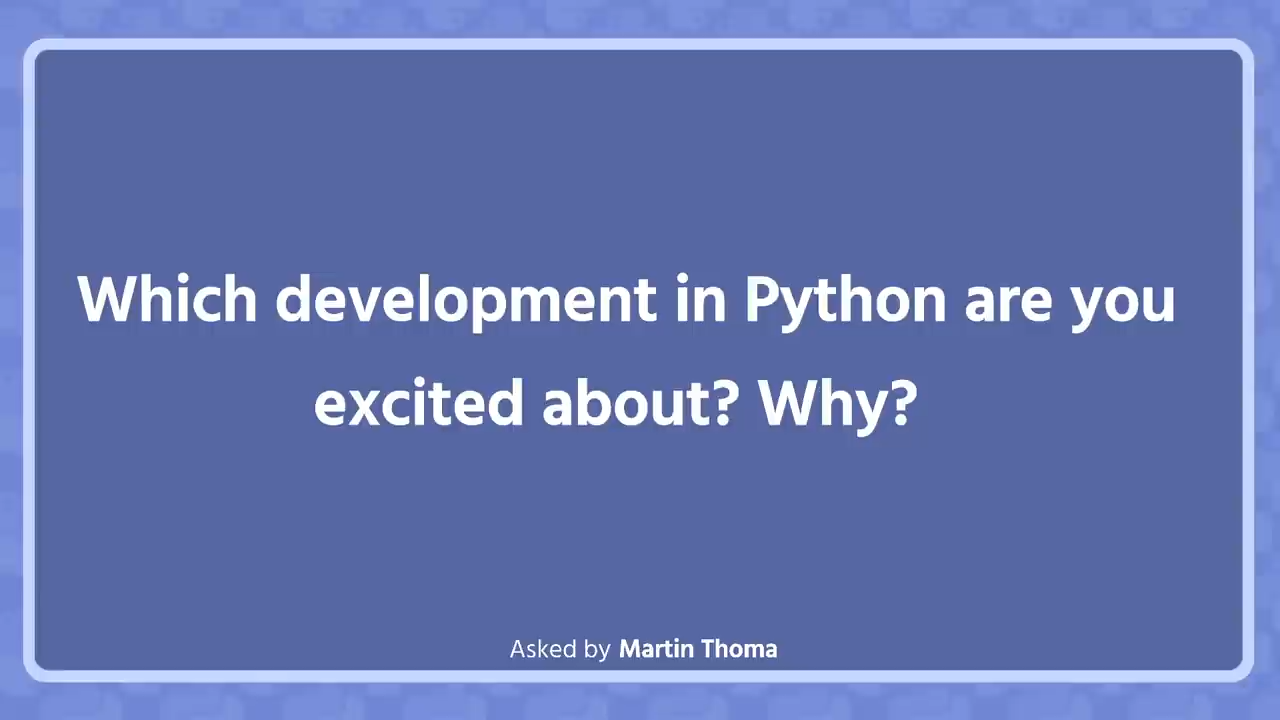 Which development in Python are you
excited about? Why?
Asked by Martin Thoma